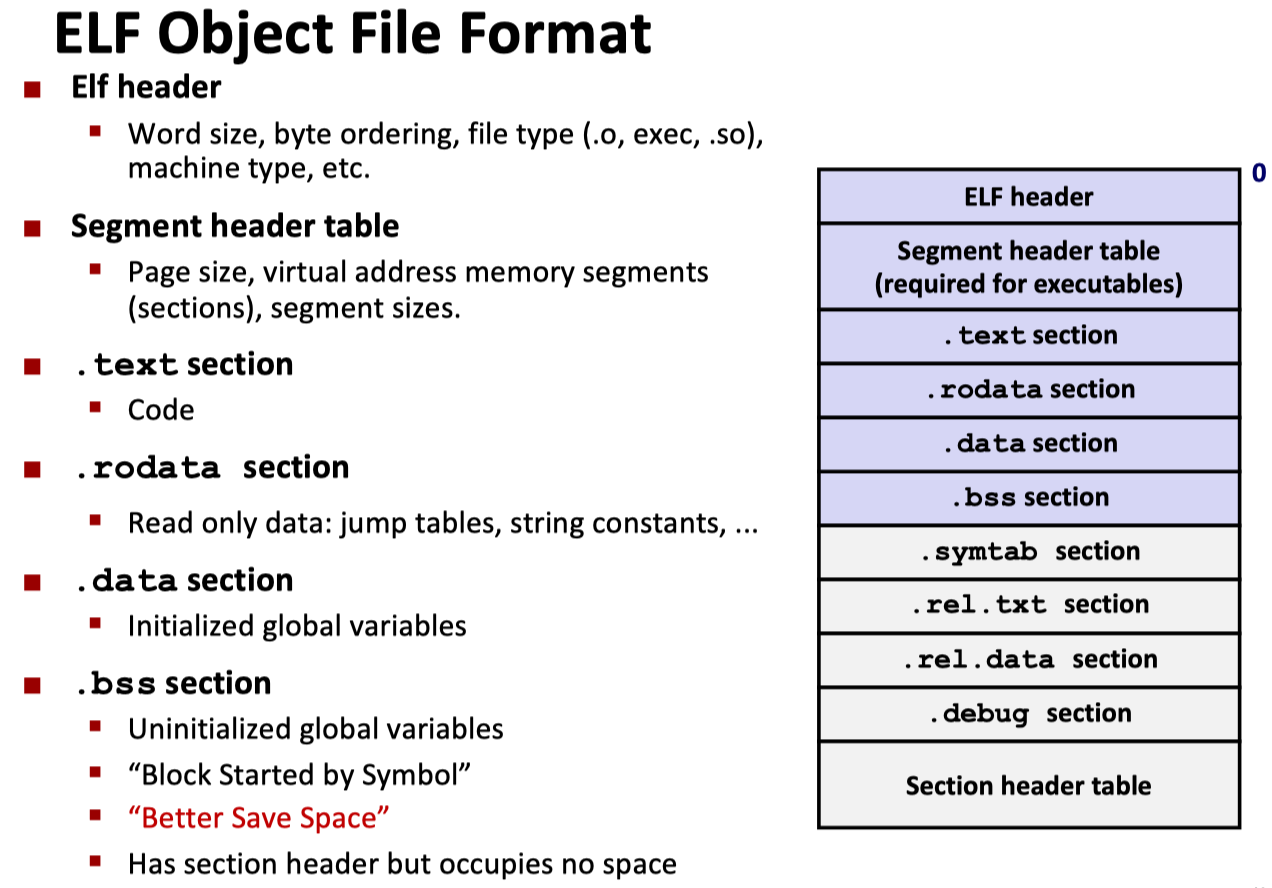 ELF Object File Format
Elf header
Word size, byte ordering, file type (.o, exec, .so),
machine type, etc.
Segment header table
Page size, virtual address memory segments
(sections), segment sizes.
.text section
Code
.rodata section
Read only data: jump tables, string constants, ...
.data section
Initialized global variables
.bss section
Uninitialized global variables
“Block Started by Symbol”
“Better Save Space”
Has section header but occupies no space
0
ELF header
Segment header table
(required for executables)
.text section
.rodata section
.data section
.bss section
.symtab section
.rel.txt section
.rel.data section
.debug section
Section header table